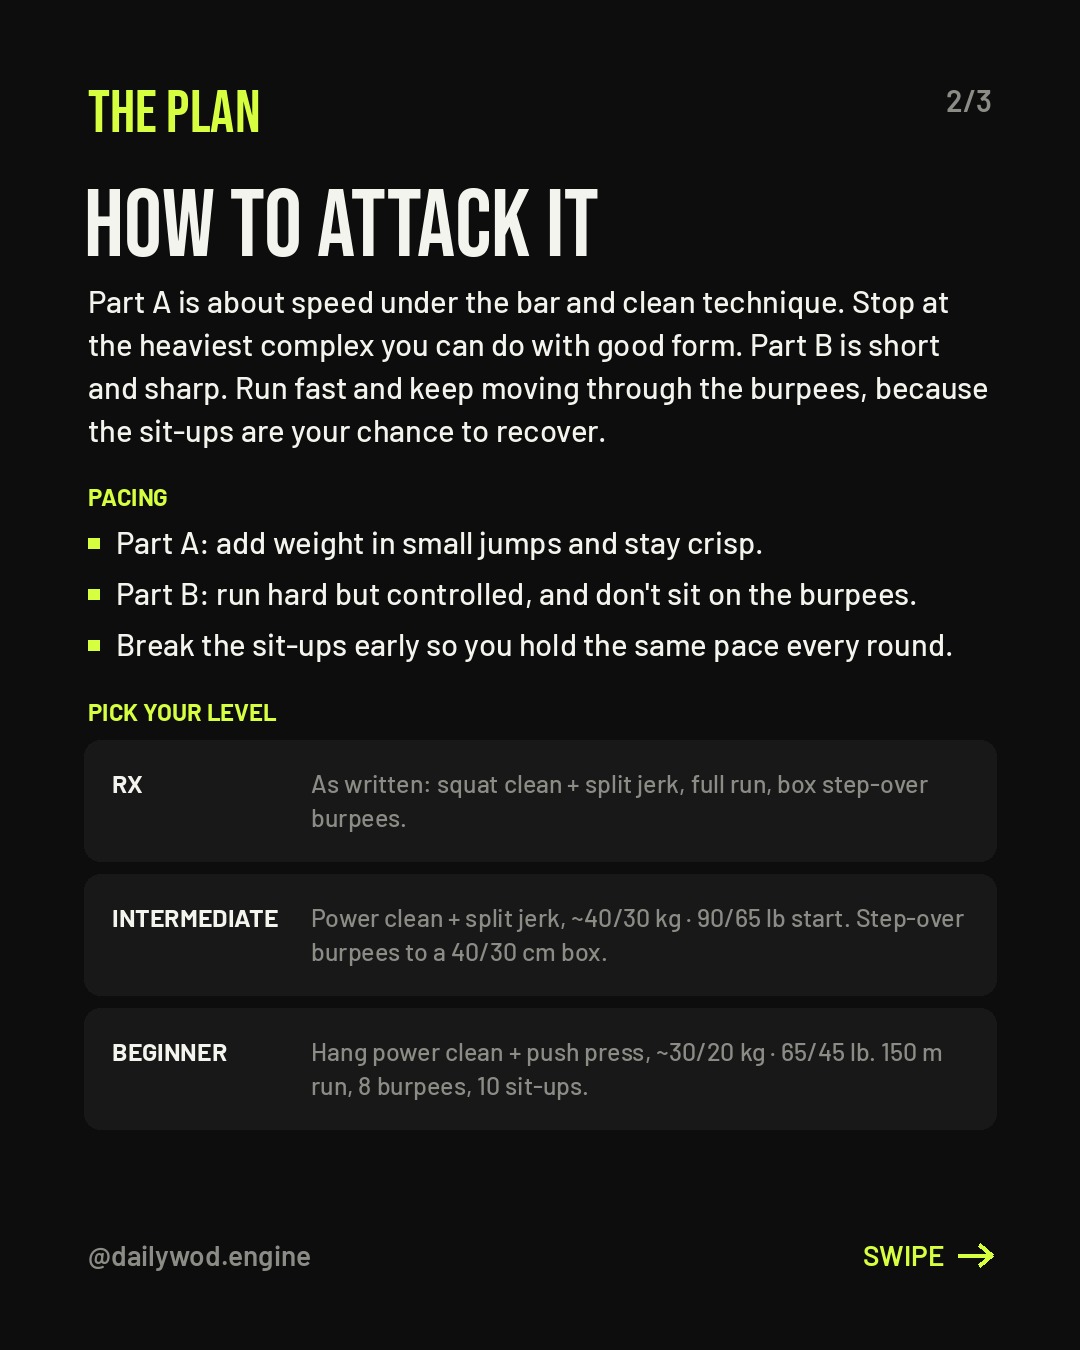 THE PLAN
2/3
HOW TO ATTACK IT
Part A is about speed under the bar and clean technique. Stop at
the heaviest complex you can do with good form. Part B is short
and sharp. Run fast and keep moving through the burpees, because
the sit-ups are your chance to recover.
PACING
Part A: add weight in small jumps and stay crisp.
Part B: run hard but controlled, and don't sit on the burpees.
Break the sit-ups early so you hold the same pace every round.
PICK YOUR LEVEL
RX
As written: squat clean + split jerk, full run, box step-over
burpees.
INTERMEDIATE
Power clean + split jerk, ~40/30 kg · 90/65 lb start. Step-over
burpees to a 40/30 cm box.
BEGINNER
Hang power clean + push press, ~30/20 kg · 65/45 lb. 150 m
run, 8 burpees, 10 sit-ups.
@dailywod.engine
SWIPE →